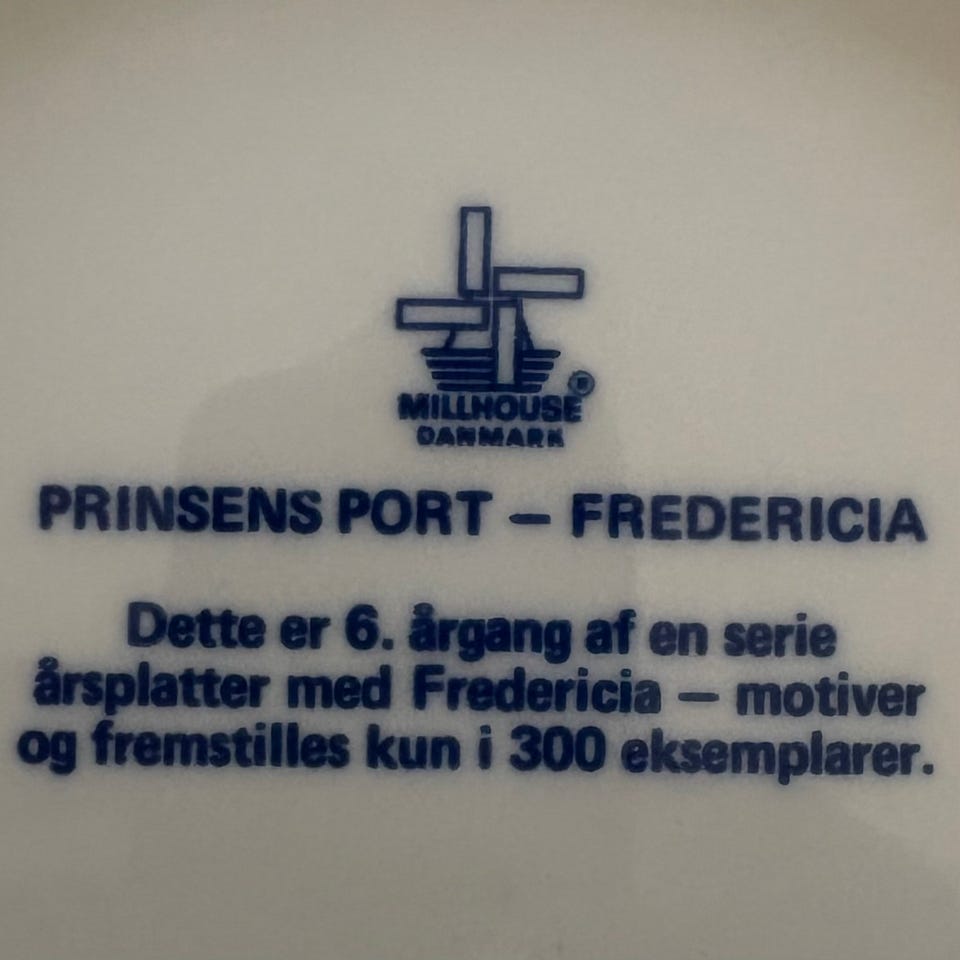 MILLHOUSE ®
DANMARK
PRINSENS PORT – FREDERICIA
Dette er 6. årgang af en serie
årsplatter med Fredericia – motiver
og fremstilles kun i 300 eksemplarer.